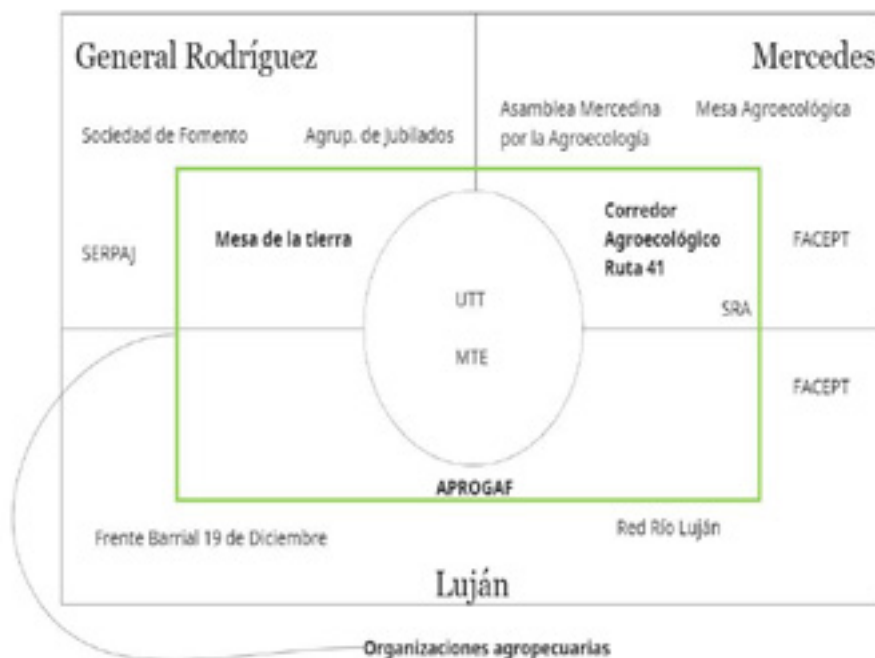 General Rodríguez
Mercedes
Sociedad de Fomento
Agrup. de Jubilados
Asamblea Mercedina
por la Agroecología
Mesa Agroecológica
SERPAJ
Mesa de la tierra
Corredor
Agroecológico
Ruta 41
FACEPT
UTT
SRA
MTE
FACEPT
APROGAF
Frente Barrial 19 de Diciembre
Red Río Luján
Luján
Organizaciones agropecuarias